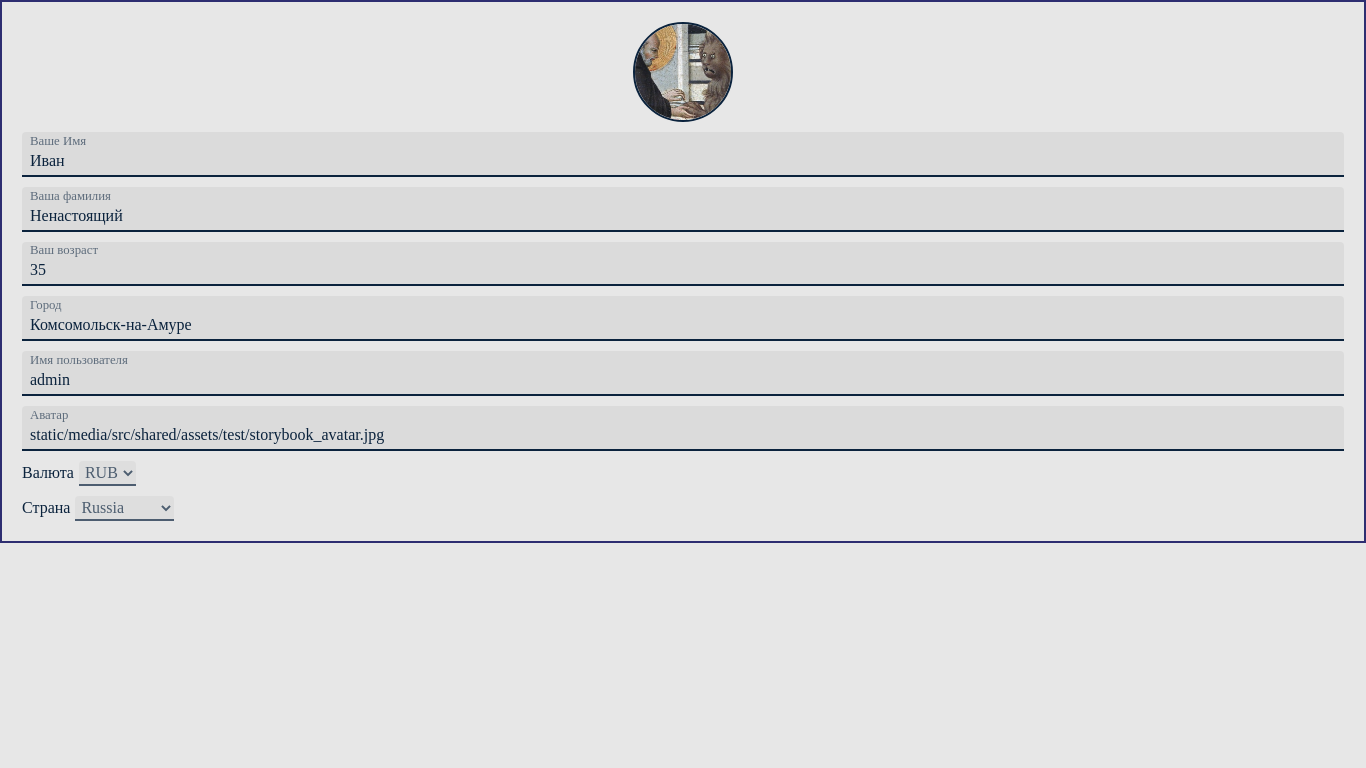 Ваше Имя
Иван
Ваша фамилия
Ненастоящий
Ваш возраст
35
Город
Комсомольск-на-Амуре
Имя пользователя
admin
Аватар
static/media/src/shared/assets/test/storybook_avatar.jpg
Валюта RUB
Страна Russia